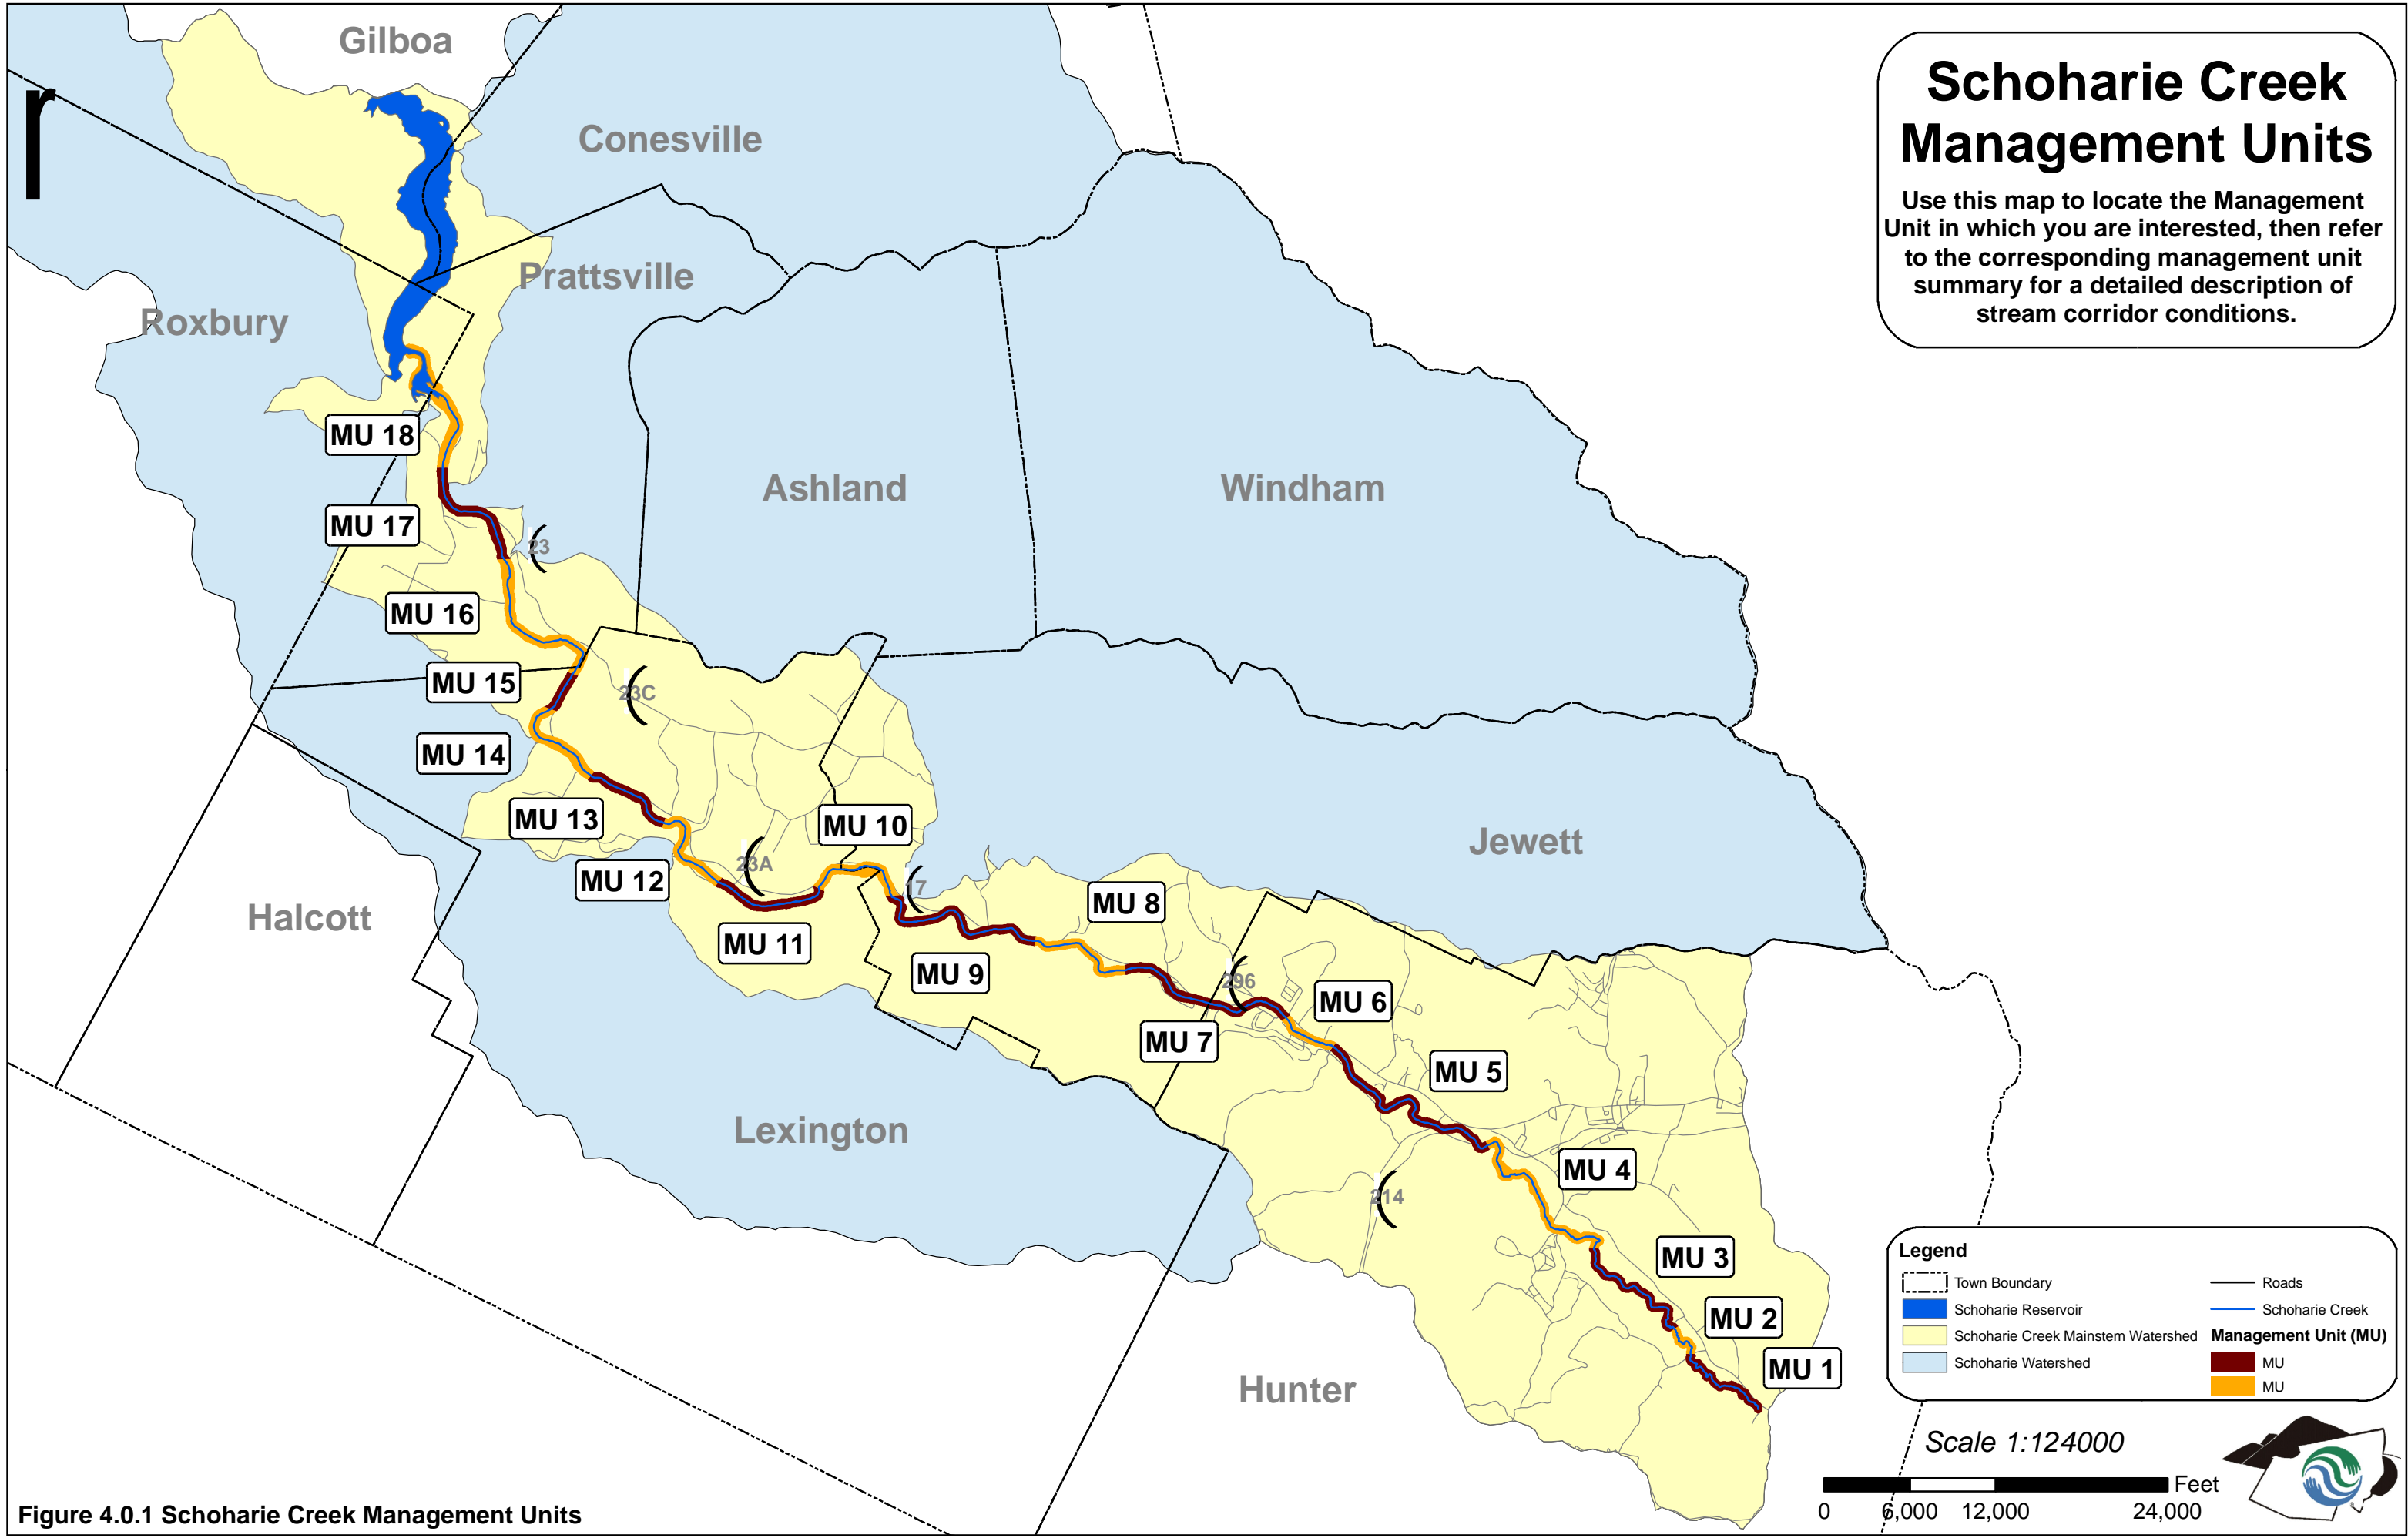 Schoharie Creek
Management Units
Use this map to locate the Management
Unit in which you are interested, then refer
to the corresponding management unit
summary for a detailed description of
stream corridor conditions.
Gilboa
Conesville
Prattsville
Roxbury
Ashland
Windham
MU 18
MU 17
23
MU 16
MU 15
23C
MU 14
MU 13
MU 10
Jewett
MU 12
23A
17
Halcott
MU 11
MU 8
MU 9
296
MU 6
MU 7
MU 5
Lexington
MU 4
214
MU 3
MU 2
MU 1
Hunter
Legend
Town Boundary
Schoharie Reservoir
Schoharie Creek Mainstem Watershed
Schoharie Watershed
Roads
Schoharie Creek
Management Unit (MU)
MU
MU
Scale 1:124000
Feet
0 6,000 12,000 24,000
Figure 4.0.1 Schoharie Creek Management Units